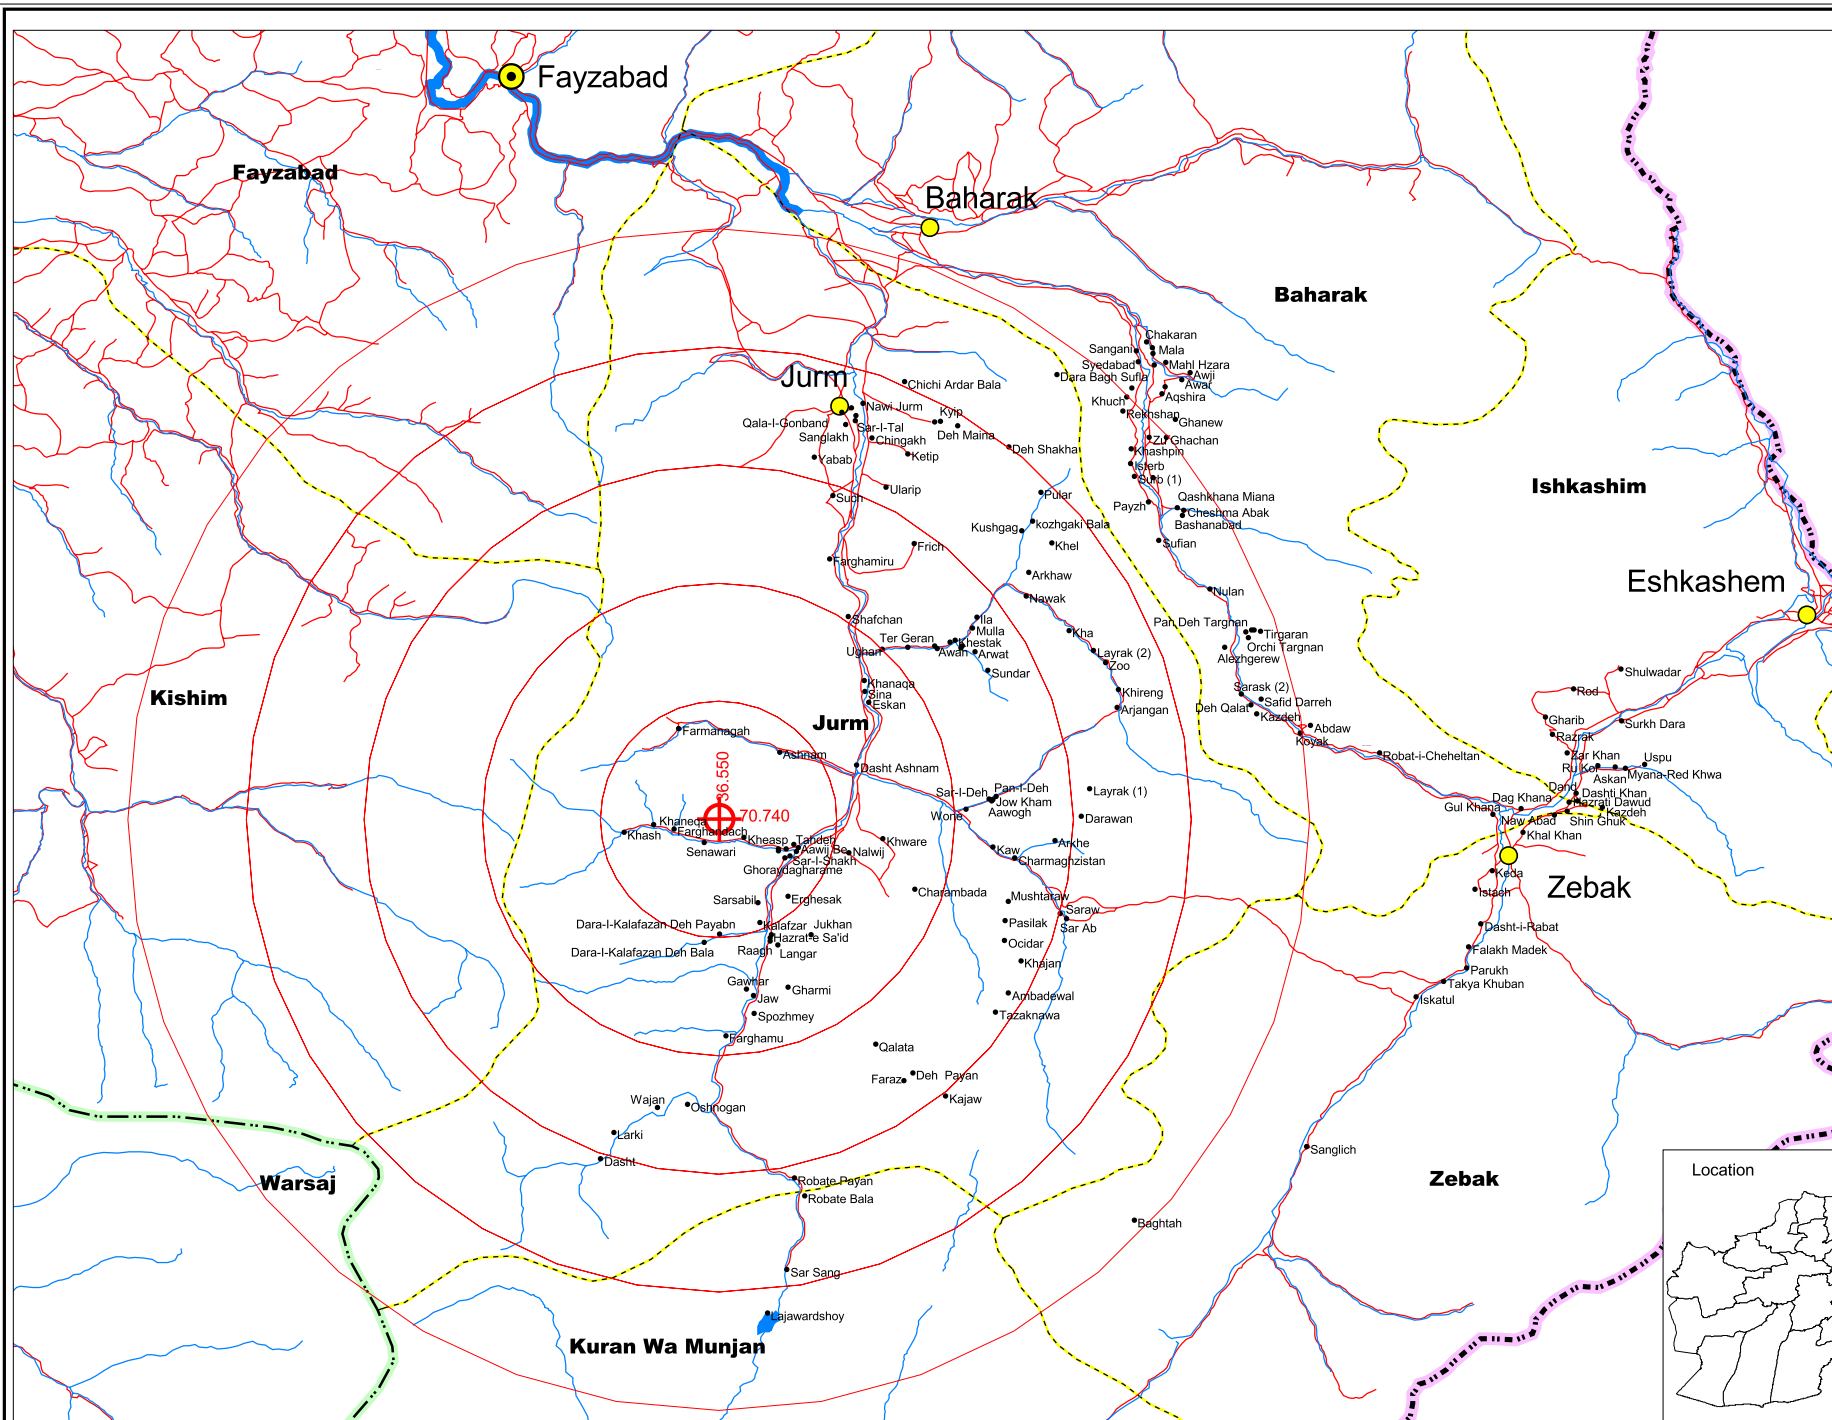 Fayzabad
Fayzabad
Baharak
Baharak
Chakaran
Sangani
Mala
Syedabad
Mahl Hzara
Dara Bagh Sufla
Awji
Awar
Jurm
Chichi Ardar Bala
Khuch
Aqshira
Nawi Jurm
Kyip
Rekhshan
Qala-I-Gonband
Sar-I-Tal
Deh Maina
Ghanew
Sanglakh
Chingakh
Zu Ghachan
Deh Shakha
Khashpin
Yabab
Ketip
Isterb
Surb (1)
Ishkashim
Ularip
Such
Pular
Qashkhana Miana
Payzh
Cheshma Abak
Kushgag
kozhgaki Bala
Bashanabad
Frich
Khel
Sufian
Farghamiru
Arkhaw
Eshkashem
Nawak
Nulan
Shafchan
Ila
Pan Deh Targhan
Mulla
Kha
Tirgaran
Ter Geran
Khestak
Orchi Targnan
Ughan
Awan
Arwat
Layrak (2)
Alezhgerew
Zoo
Sundar
Shulwadar
Khanaqa
Sarask (2)
Rod
Sina
Khireng
Safid Darreh
Kishim
Eskan
Deh Qalat
Arjangan
Kazdeh
Jurm
Gharib
Surkh Dara
Farmanagah
Abdaw
Razrak
Koyak
Ashnam
Robat-i-Cheheltan
Zar Khan
Uspu
Dasht Ashnam
Ru Kol
Askan
Myana-Red Khwa
36.550
Sar-I-Deh
Pan-I-Deh
Layrak (1)
Dand
Dashti Khan
Jow Kham
Dag Khana
Hazrati Dawud
Aawogh
Gul Khana
Kazdeh
70.740
Wone
Darawan
Naw Abad
Shin Ghuk
Khaneqa
Farghandach
Khash
Kheasp
Tahdeh
Khware
Arkhe
Khal Khan
Senawari
Aawij Be
Nalwij
Kaw
Sar-I-Shakh
Charmaghzistan
Ghoraydagharame
Keda
Zebak
Charambada
Istach
Sarsabil
Erghesak
Mushtaraw
Saraw
Dara-I-Kalafazan Deh Payabn
Kalafzar
Jukhan
Pasilak
Sar Ab
Dasht-i-Rabat
Hazrat-e Sa'id
Ocidar
Dara-I-Kalafazan Deh Bala
Raagh
Langar
Falakh Madek
Khajan
Parukh
Gawhar
Gharmi
Takya Khuban
Jaw
Ambadewal
Iskatul
Spozhmey
Tazaknawa
Farghamu
Qalata
Faraz
Deh Payan
Wajan
Oshnogan
Kajaw
Larki
Sanglich
Dasht
Location
Warsaj
Robate Payan
Zebak
Robate Bala
Baghtah
Sar Sang
Lajawardshoy
Kuran Wa Munjan